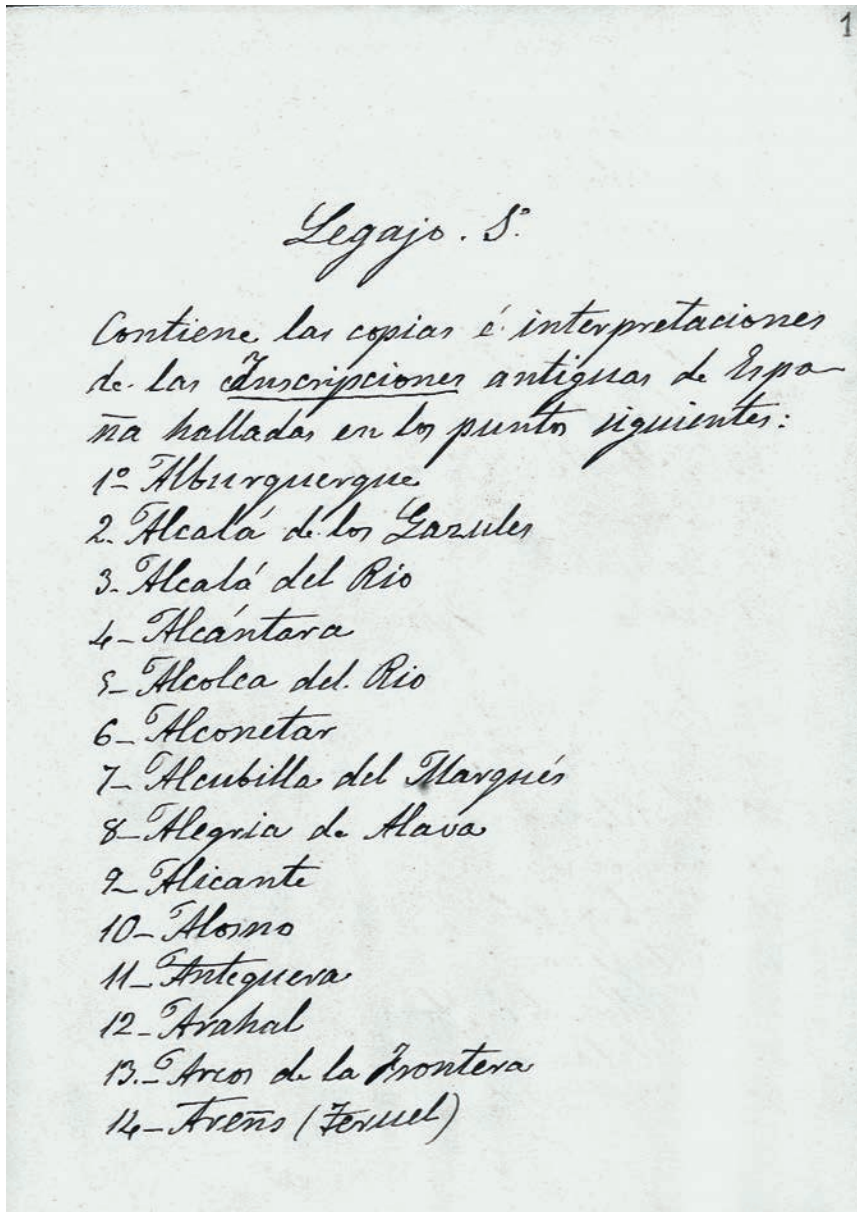 1
Legajo. 5º
Contiene las copias é interpretaciones
de las Inscripciones antiguas de Espa-
ña halladas en los puntos siguientes:
1º Alburquerque
2. Alcalá de los Gazules
3. Alcalá del Rio
4- Alcántara
5- Alcolea del Rio
6- Alconetar
7- Alcubilla del Marqués
8- Alegria de Alava
9- Alicante
10- Alosno
11- Antequera
12- Arahal
13.- Arcos de la Frontera
14- Areñs (Teruel)